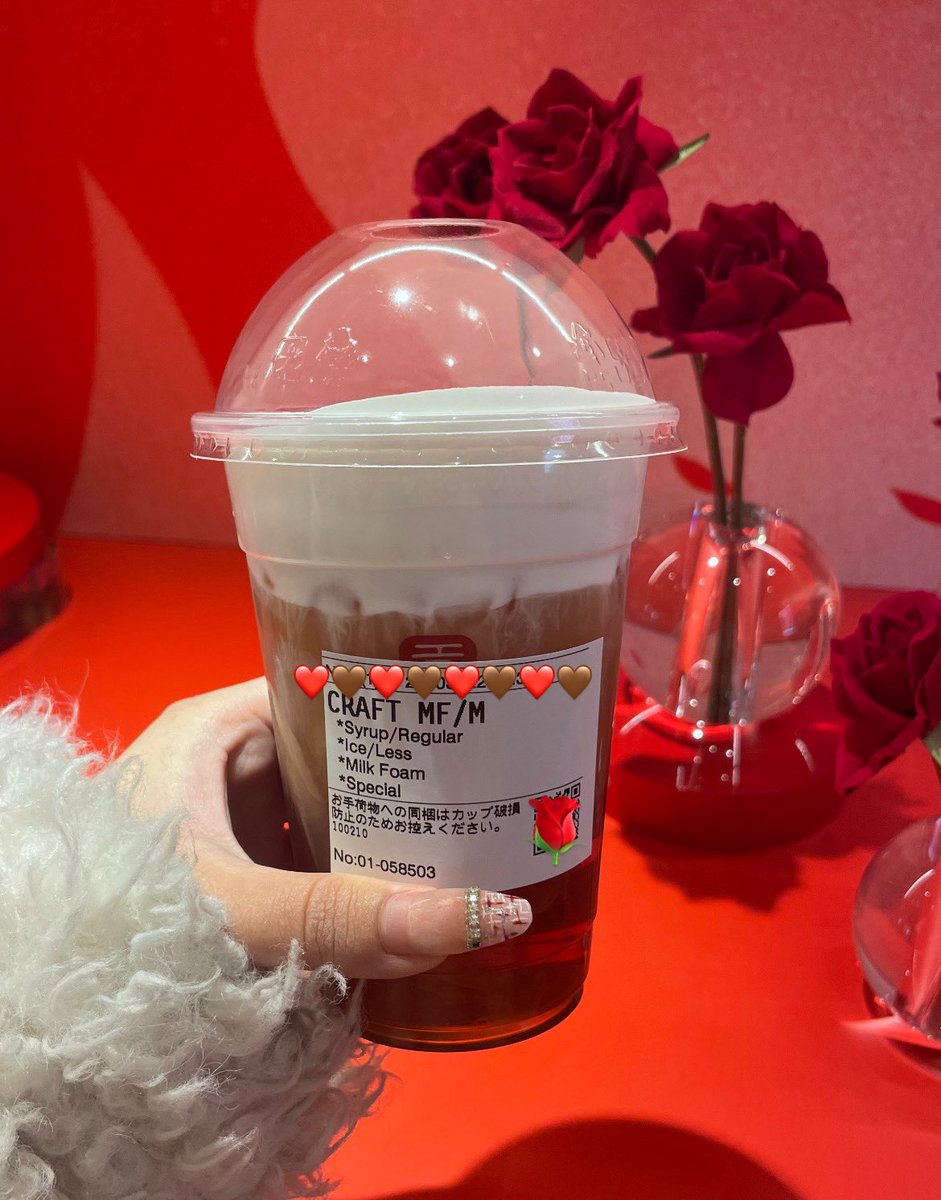 CRAFT MF/M
*Syrup/Regular
*Ice/Less
*Milk Foam
*Special
お手荷物への同梱はカップ破損
防止のためお控えください。
100210
No:01-058503